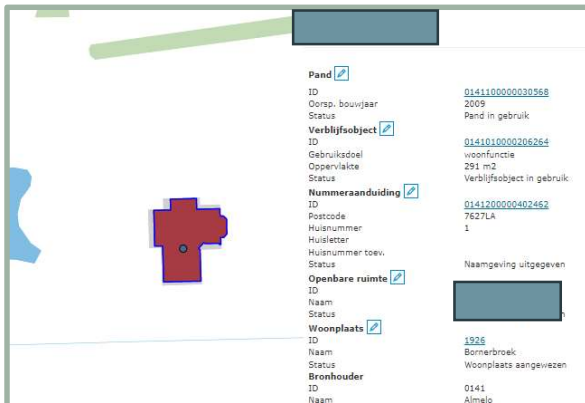 Pand
ID 0141100000030568
Oorsp. bouwjaar 2009
Status Pand in gebruik
Verblijfsobject
ID 0141010000206264
Gebruiksdoel woonfunctie
Oppervlakte 291 m2
Status Verblijfsobject in gebruik
Nummeraanduiding
ID 0141200000402462
Postcode 7627LA
Huisnummer 1
Huisletter
Huisnummer toev.
Status Naamgeving uitgegeven
Openbare ruimte
ID
Naam
Status
Woonplaats
ID 1926
Naam Bornerbroek
Status Woonplaats aangewezen
Bronhouder
ID 0141
Naam Almelo